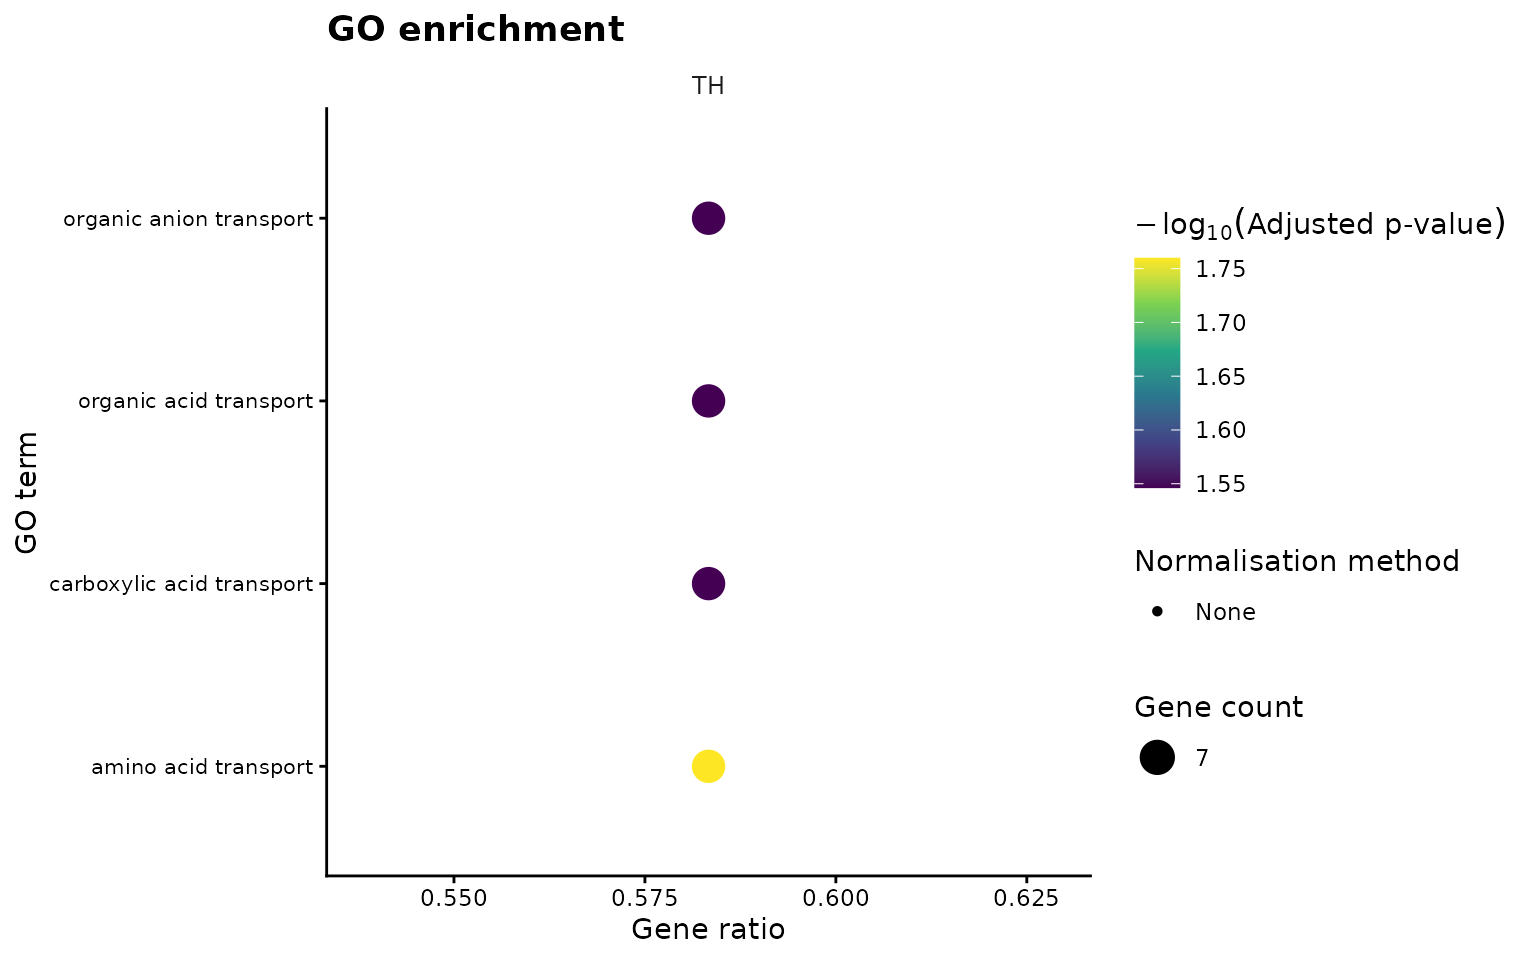 GO enrichment
TH
organic anion transport
organic acid transport
carboxylic acid transport
amino acid transport
GO term
0.550 0.575 0.600 0.625
Gene ratio
−log10(Adjusted p-value)
1.75
1.70
1.65
1.60
1.55
Normalisation method
None
Gene count
7